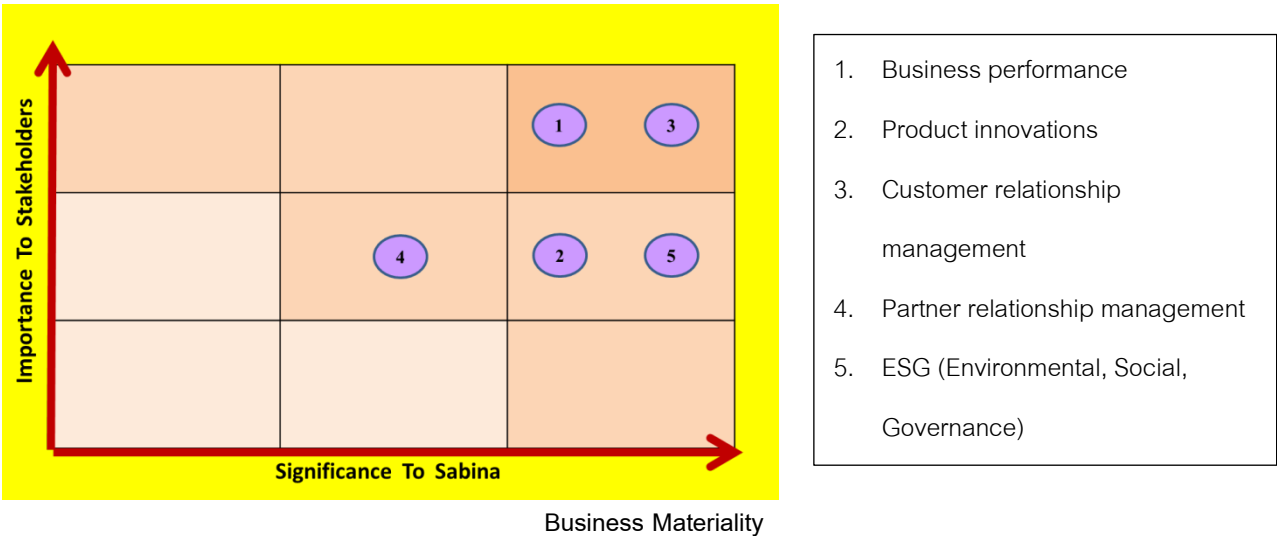 Importance To Stakeholders
1
3
4
2
5
Significance To Sabina
1. Business performance
2. Product innovations
3. Customer relationship
management
4. Partner relationship management
5. ESG (Environmental, Social,
Governance)
Business Materiality